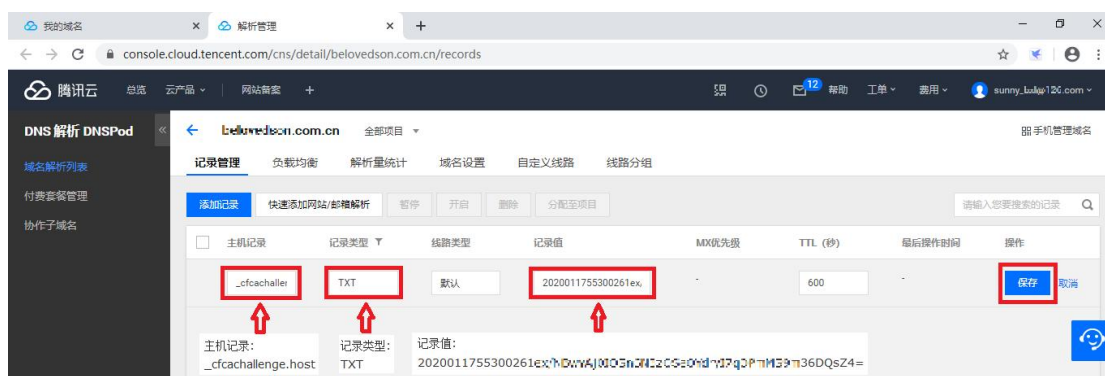 我的域名
解析管理
console.cloud.tencent.com/cns/detail/belovedson.com.cn/records
腾讯云 总览 云产品 网站备案 + 12 帮助 工单 费用
DNS 解析 DNSPod « .com.cn 全部项目 手机管理域名
域名解析列表 记录管理 负载均衡 解析量统计 域名设置 自定义线路 线路分组
付费套餐管理 添加记录 快速添加网站/邮箱解析 暂停 开启 删除 分配至项目 请输入您要搜索的记录
协作子域名
主机记录 记录类型 线路类型 记录值 MX优先级 TTL (秒) 最后操作时间 操作
_cfcachaller TXT 默认 2020011755300261ex, - 600 - 保存 取消
主机记录: 记录类型: 记录值:
_cfcachallenge.host TXT